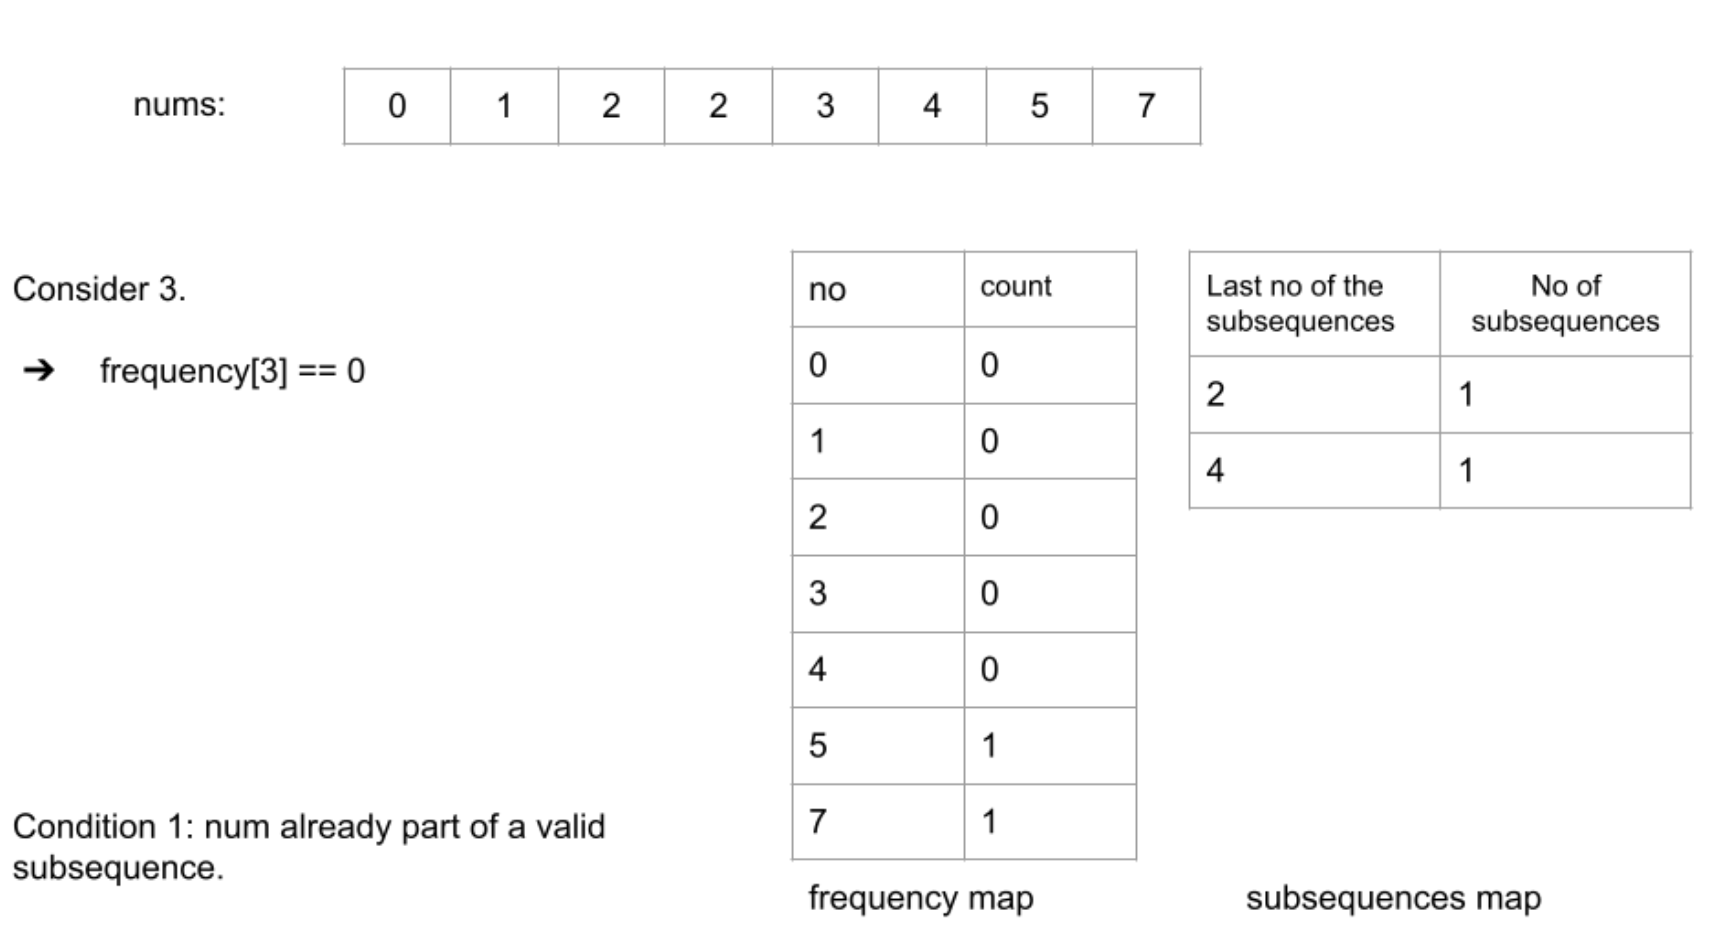 nums: 0 1 2 2 3 4 5 7
Consider 3.
➔ frequency[3] == 0
Condition 1: num already part of a valid
subsequence.
no count
0 0
1 0
2 0
3 0
4 0
5 1
7 1
frequency map
Last no of the
subsequences
No of
subsequences
2 1
4 1
subsequences map